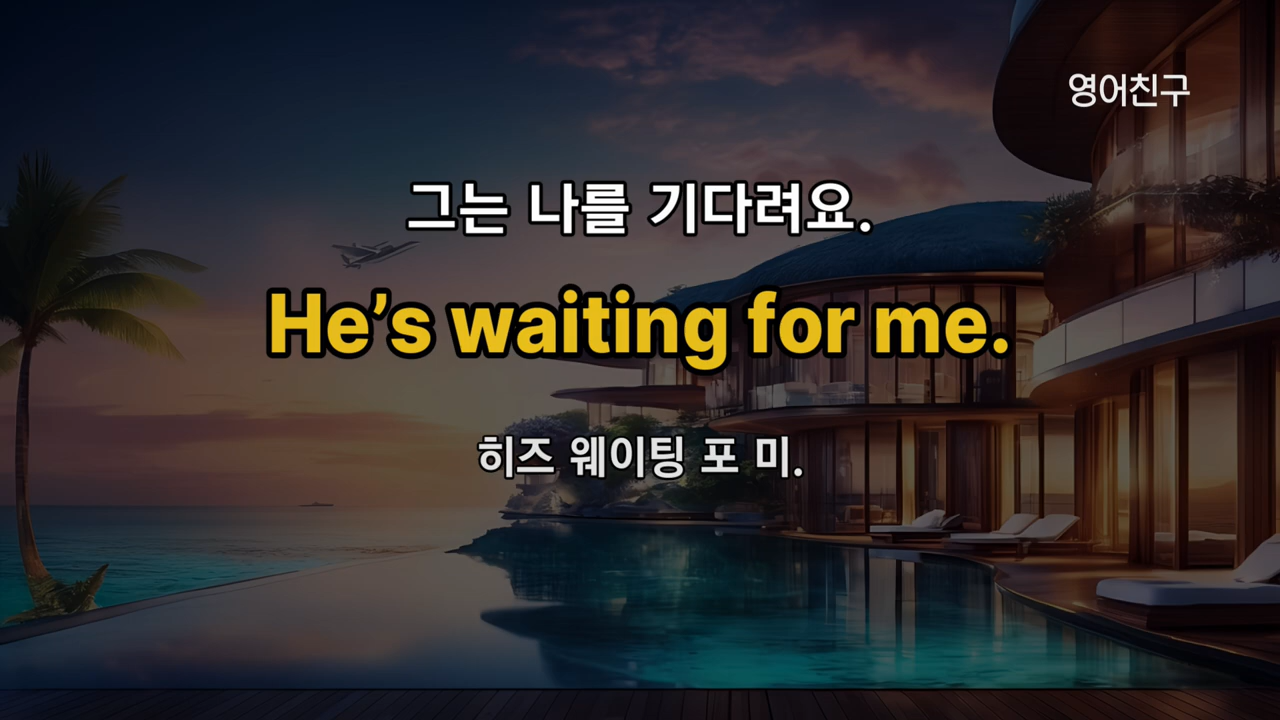 영어친구
그는 나를 기다려요.
He’s waiting for me.
히즈 웨이팅 포 미.